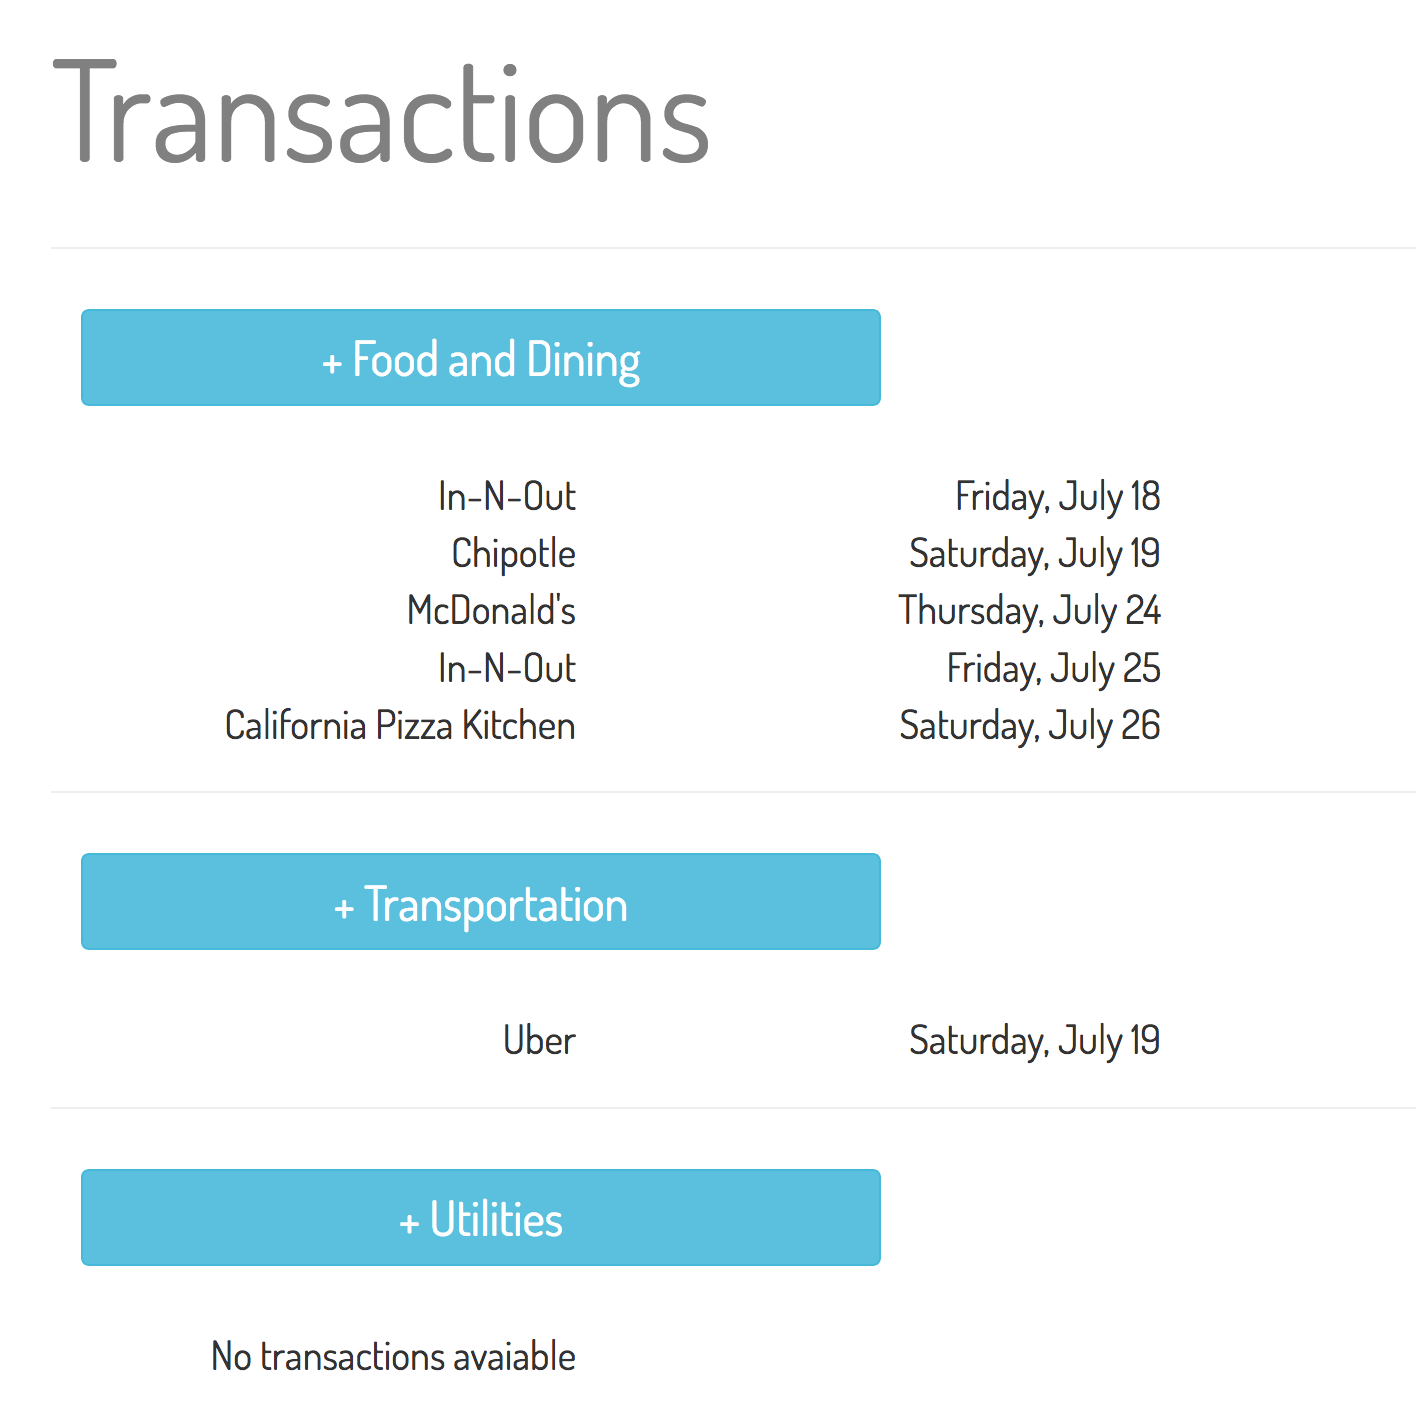 Transactions
+ Food and Dining
In-N-Out Friday, July 18
Chipotle Saturday, July 19
McDonald's Thursday, July 24
In-N-Out Friday, July 25
California Pizza Kitchen Saturday, July 26
+ Transportation
Uber Saturday, July 19
+ Utilities
No transactions avaiable